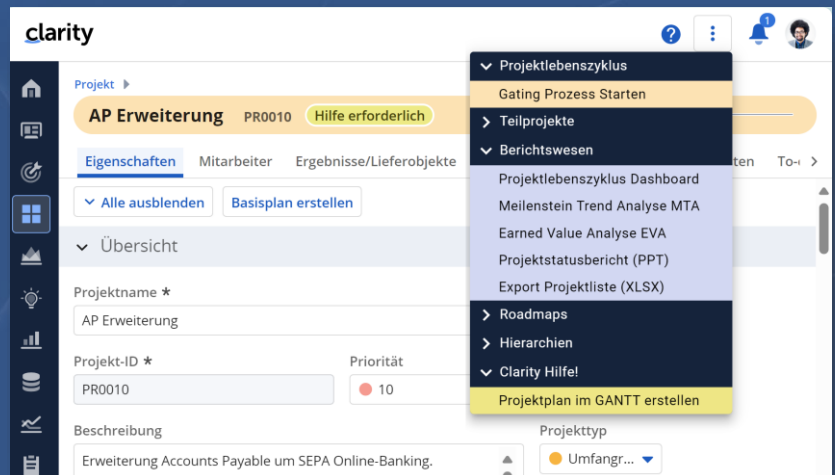 clarity
1
Projekt
AP Erweiterung PR0010 Hilfe erforderlich
Eigenschaften Mitarbeiter Ergebnisse/Lieferobjekte
Alle ausblenden Basisplan erstellen
Übersicht
Projektname *
AP Erweiterung
Projekt-ID * Priorität
PR0010 10
Beschreibung Projekttyp
Erweiterung Accounts Payable um SEPA Online-Banking. Umfangr...
Projektlebenszyklus
Gating Prozess Starten
Teilprojekte
Berichtswesen
Projektlebenszyklus Dashboard
Meilenstein Trend Analyse MTA
Earned Value Analyse EVA
Projektstatusbericht (PPT)
Export Projektliste (XLSX)
Roadmaps
Hierarchien
Clarity Hilfe!
Projektplan im GANTT erstellen